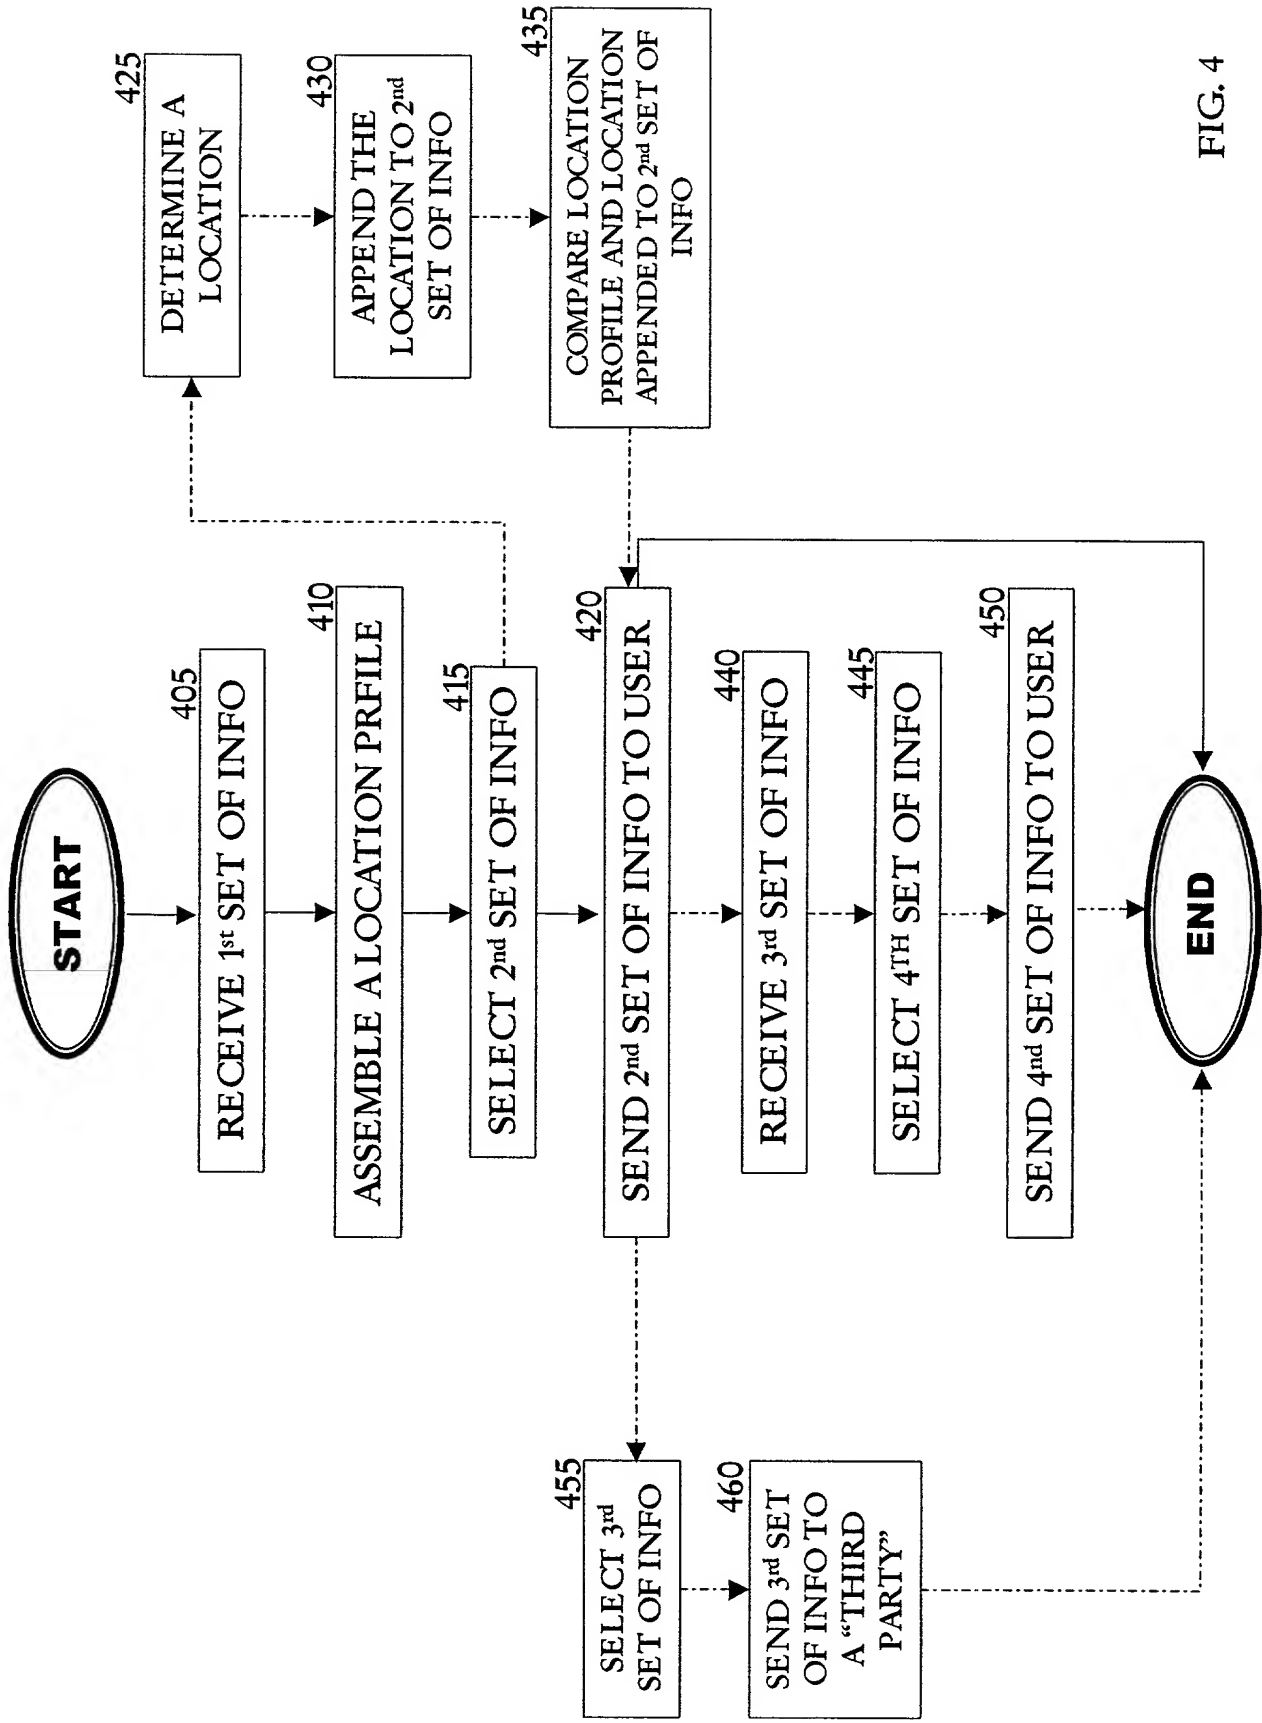 START
405
RECEIVE 1st SET OF INFO
410
ASSEMBLE A LOCATION PRFILE
415
SELECT 2nd SET OF INFO
420
SEND 2nd SET OF INFO TO USER
425
DETERMINE A
LOCATION
430
APPEND THE
LOCATION TO 2nd
SET OF INFO
435
COMPARE LOCATION
PROFILE AND LOCATION
APPENDED TO 2nd SET OF
INFO
440
RECEIVE 3rd SET OF INFO
445
SELECT 4TH SET OF INFO
450
SEND 4nd SET OF INFO TO USER
455
SELECT 3rd
SET OF INFO
460
SEND 3rd SET
OF INFO TO
A “THIRD
PARTY”
END
FIG. 4